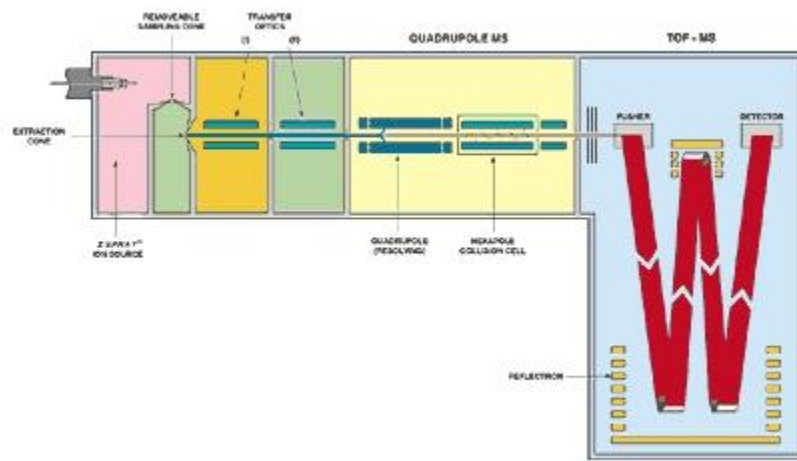 REMOVEABLE
SAMPLING CONE
TRANSFER
OPTICS
QUADRUPOLE MS
TOF - MS
EXTRACTION
CONE
PUSHER
DETECTOR
ION SOURCE
QUADRUPOLE
(RESOLVING)
HEXAPOLE
COLLISION CELL
REFLECTRON